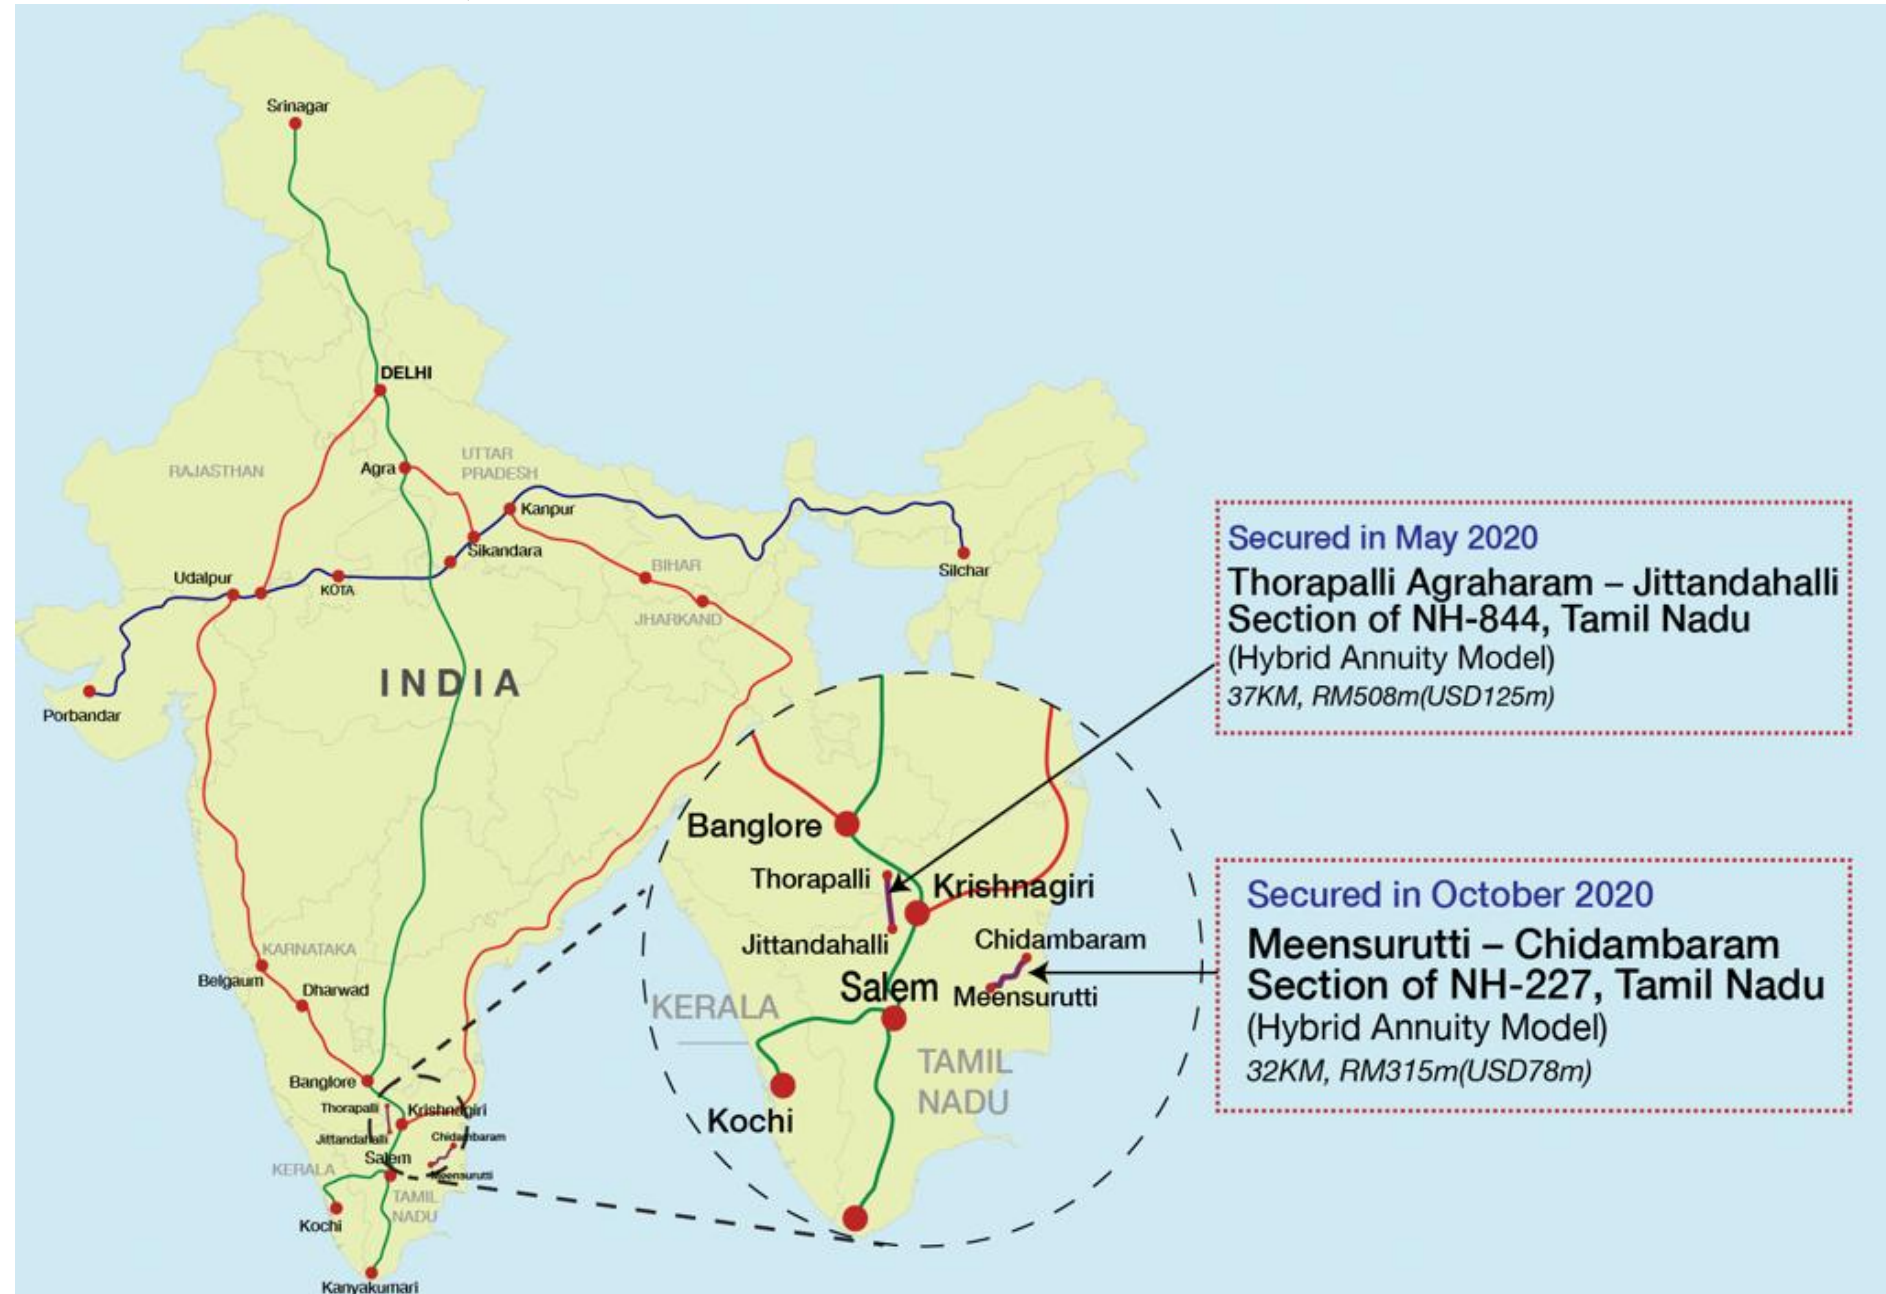 Srinagar
DELHI
RAJASTHAN
UTTAR
PRADESH
Agra
Kanpur
Sikandara
BIHAR
Udalpur
KOTA
JHARKAND
Silchar
INDIA
Porbandar
KARNATAKA
Belgaum
Dharwad
Banglore
Thorapalli
Krishnagiri
Jittandahalli
Chidambaram
Salem
Meensurutti
KERALA
TAMIL
NADU
Kochi
Kanyakumari
Banglore
Thorapalli
Krishnagiri
Jittandahalli
Chidambaram
Salem
Meensurutti
KERALA
TAMIL
NADU
Kochi
Secured in May 2020
Thorapalli Agraharam – Jittandahalli
Section of NH-844, Tamil Nadu
(Hybrid Annuity Model)
37KM, RM508m(USD125m)
Secured in October 2020
Meensurutti – Chidambaram
Section of NH-227, Tamil Nadu
(Hybrid Annuity Model)
32KM, RM315m(USD78m)